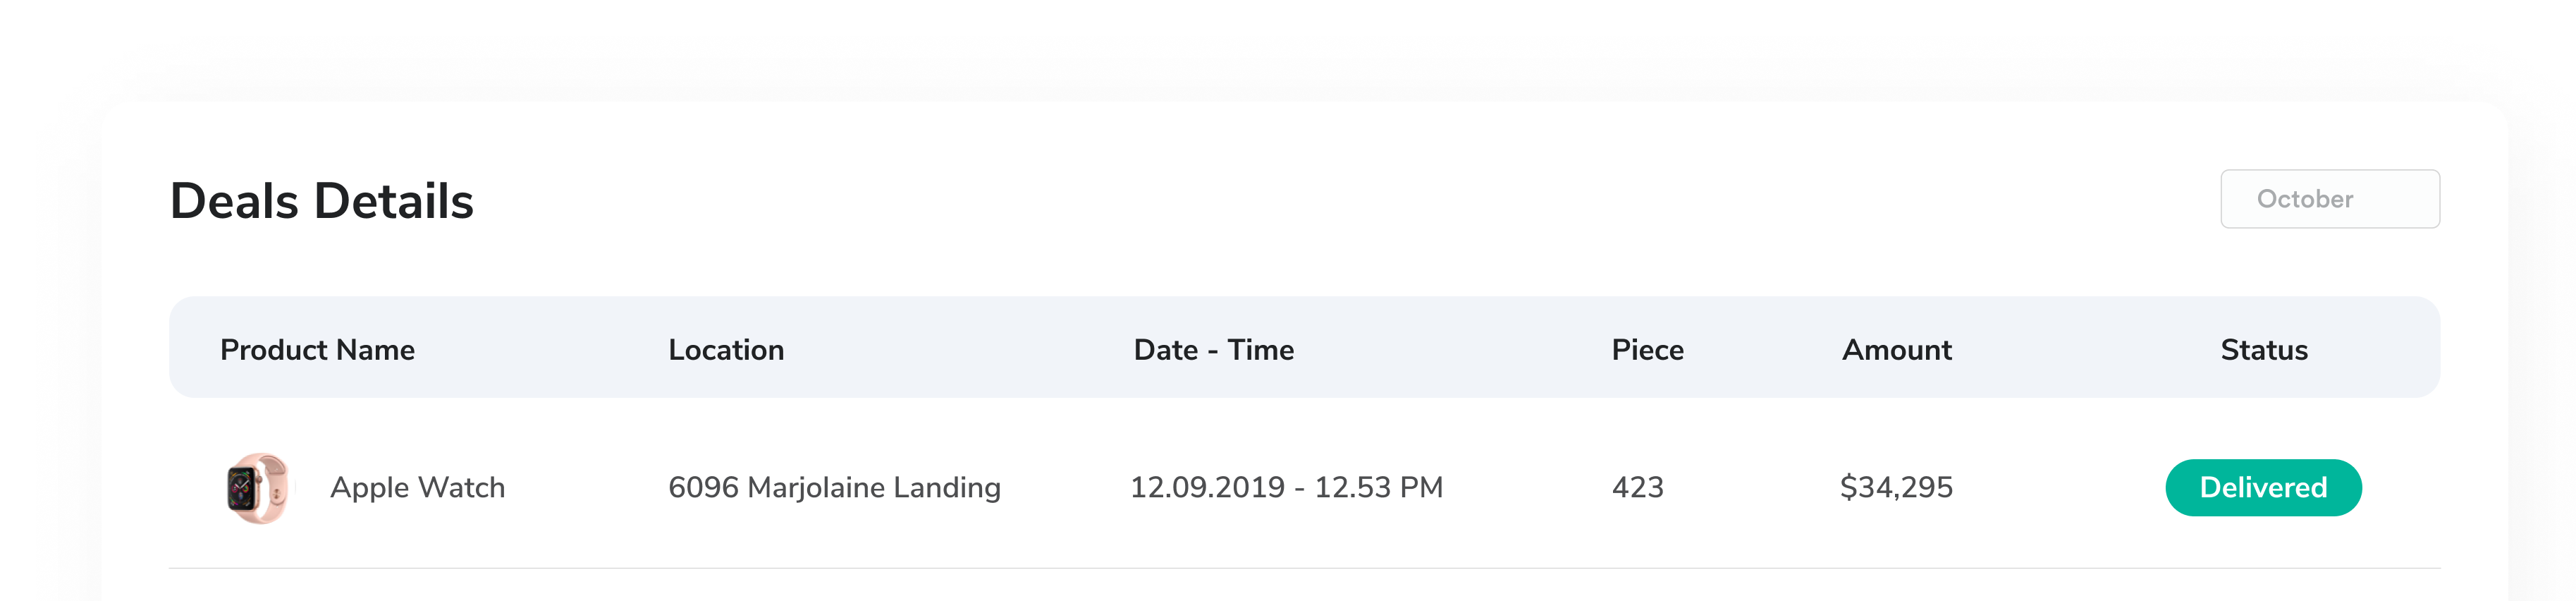 Deals Details
October
Product Name Location Date - Time Piece Amount Status
Apple Watch 6096 Marjolaine Landing 12.09.2019 - 12.53 PM 423 $34,295 Delivered